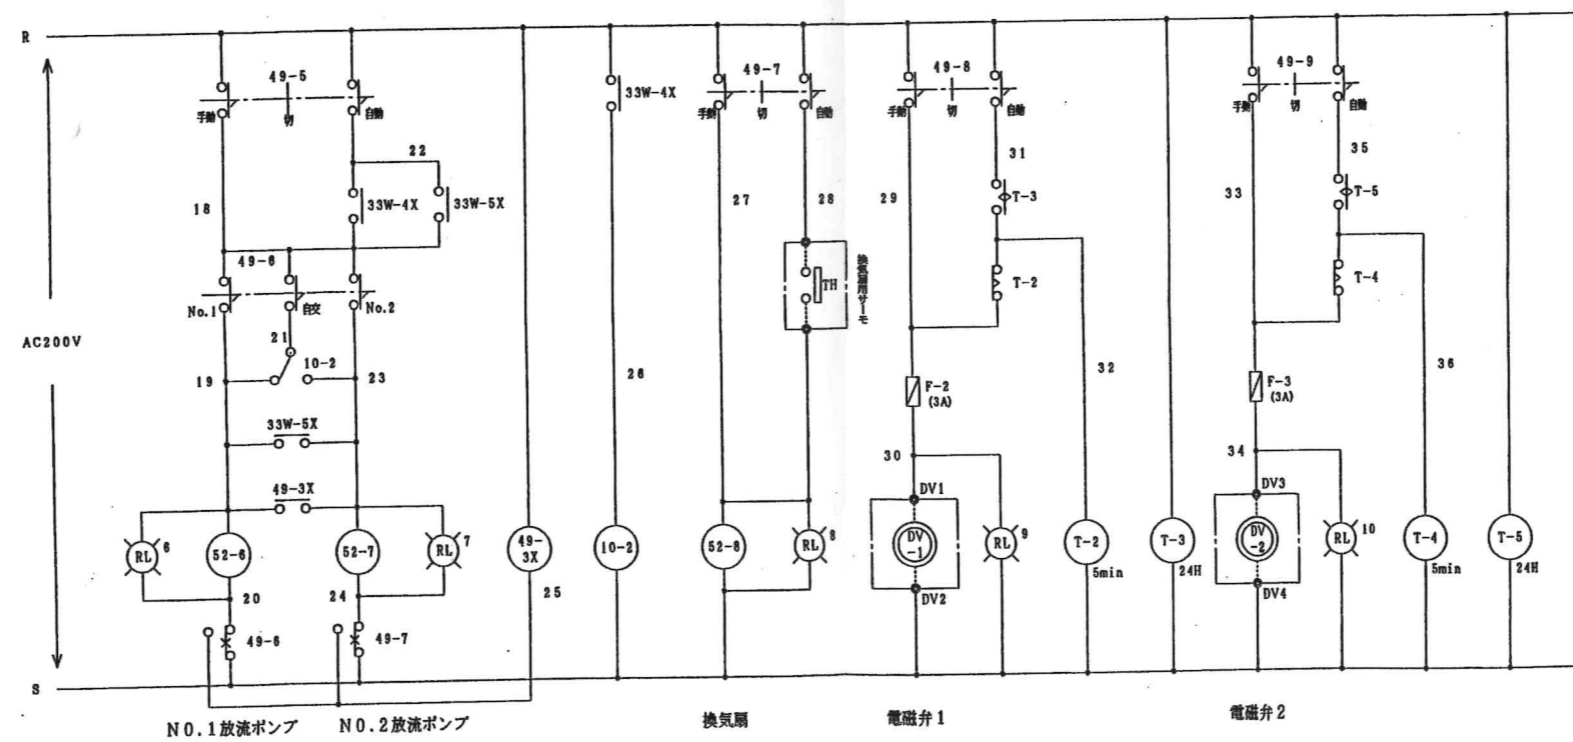 R
49-5
手動
切
自動
22
33W-4X
33W-5X
18
49-6
No.1
自交
No.2
21
10-2
19
23
33W-5X
49-3X
RL
6
52-6
52-7
RL
7
49-
3X
25
20
24
49-6
49-7
AC200V
S
NO.1放流ポンプ
NO.2放流ポンプ
33W-4X
26
10-2
49-7
手動
切
自動
27
28
TH
換気扇用サーモ
52-8
RL
8
換気扇
49-8
手動
切
自動
31
29
T-3
T-2
32
F-2
(3A)
30
DV1
DV
-1
DV2
RL
9
T-2
5min
T-3
24H
電磁弁1
49-9
手動
切
自動
35
33
T-5
T-4
36
F-3
(3A)
34
DV3
DV
-2
DV4
RL
10
T-4
5min
T-5
24H
電磁弁2